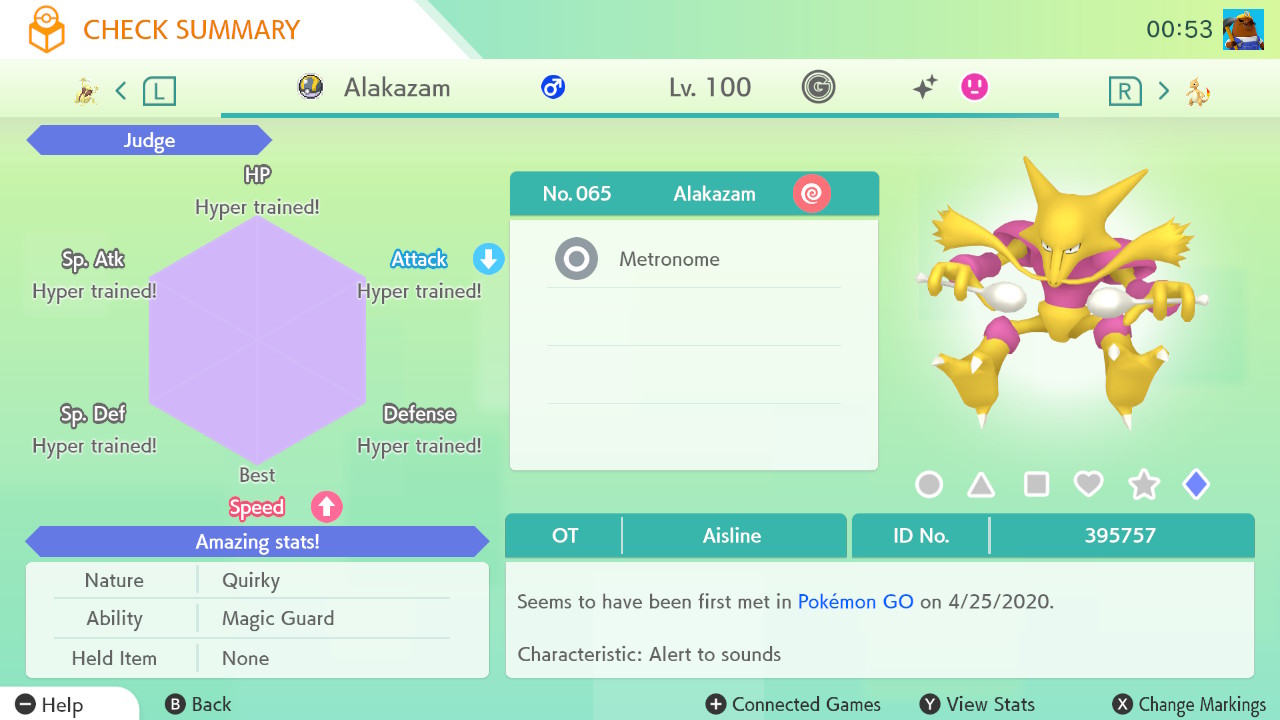 CHECK SUMMARY
00:53
L
Alakazam
Lv. 100
G
R
Judge
HP
Hyper trained!
Sp. Atk
Hyper trained!
Attack
Hyper trained!
Sp. Def
Hyper trained!
Defense
Hyper trained!
Best
Speed
Amazing stats!
Nature Quirky
Ability Magic Guard
Held Item None
No. 065 Alakazam
Metronome
OT Aisline
ID No. 395757
Seems to have been first met in Pokémon GO on 4/25/2020.
Characteristic: Alert to sounds
Help
B Back
Connected Games
Y View Stats
X Change Markings